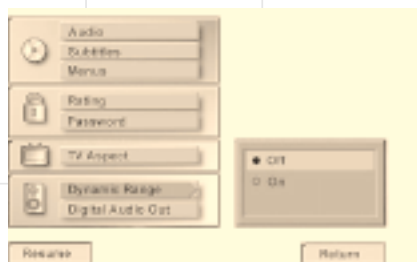 Audio
Subtitles
Menus
Rating
Password
TV Aspect
Dynamic Range
Digital Audio Out
Off
On
Resume
Return